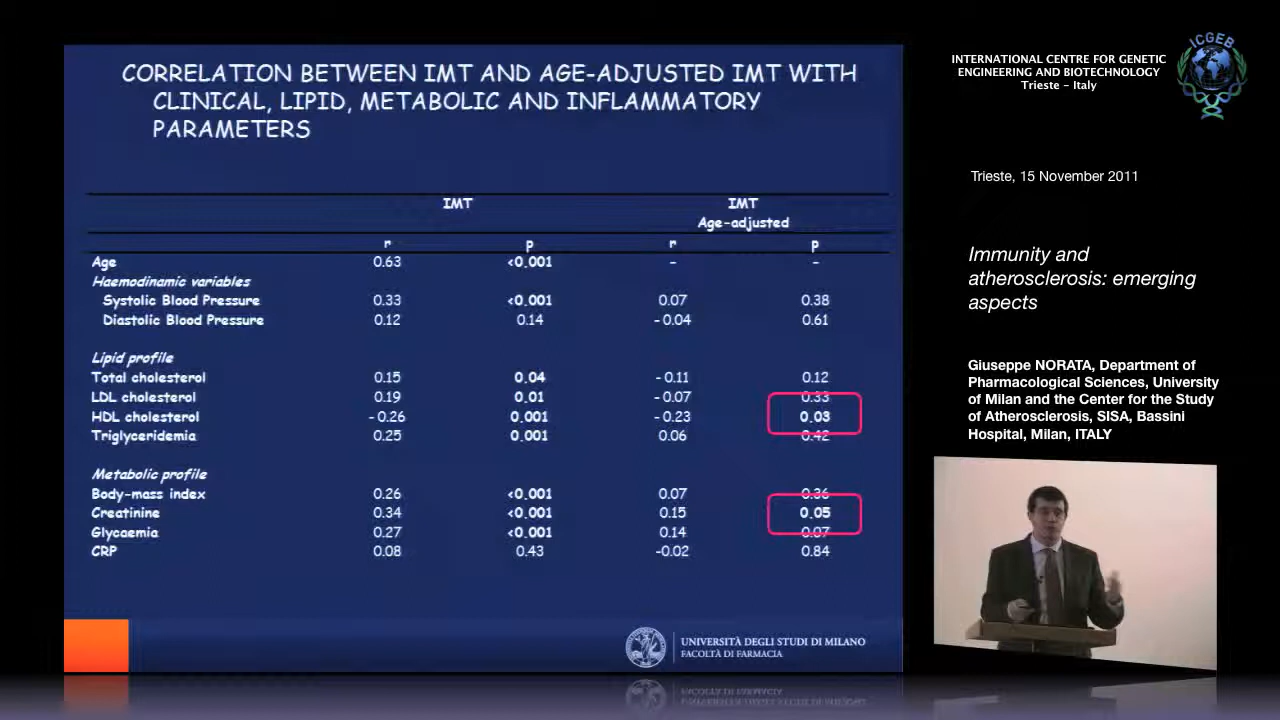 CORRELATION BETWEEN IMT AND AGE-ADJUSTED IMT WITH
CLINICAL, LIPID, METABOLIC AND INFLAMMATORY
PARAMETERS
IMT IMT
Age-adjusted
r p r p
Age 0.63 <0.001 - -
Haemodinamic variables
Systolic Blood Pressure 0.33 <0.001 0.07 0.38
Diastolic Blood Pressure 0.12 0.14 - 0.04 0.61
Lipid profile
Total cholesterol 0.15 0.04 - 0.11 0.12
LDL cholesterol 0.19 0.01 - 0.07 0.33
HDL cholesterol - 0.26 0.001 - 0.23 0.03
Triglyceridemia 0.25 0.001 0.06 0.42
Metabolic profile
Body-mass index 0.26 <0.001 0.07 0.36
Creatinine 0.34 <0.001 0.15 0.05
Glycaemia 0.27 <0.001 0.14 0.07
CRP 0.08 0.43 -0.02 0.84
UNIVERSITÀ DEGLI STUDI DI MILANO
FACOLTÀ DI FARMACIA
INTERNATIONAL CENTRE FOR GENETIC
ENGINEERING AND BIOTECHNOLOGY
Trieste - Italy
ICGEB
Trieste, 15 November 2011
Immunity and
atherosclerosis: emerging
aspects
Giuseppe NORATA, Department of
Pharmacological Sciences, University
of Milan and the Center for the Study
of Atherosclerosis, SISA, Bassini
Hospital, Milan, ITALY